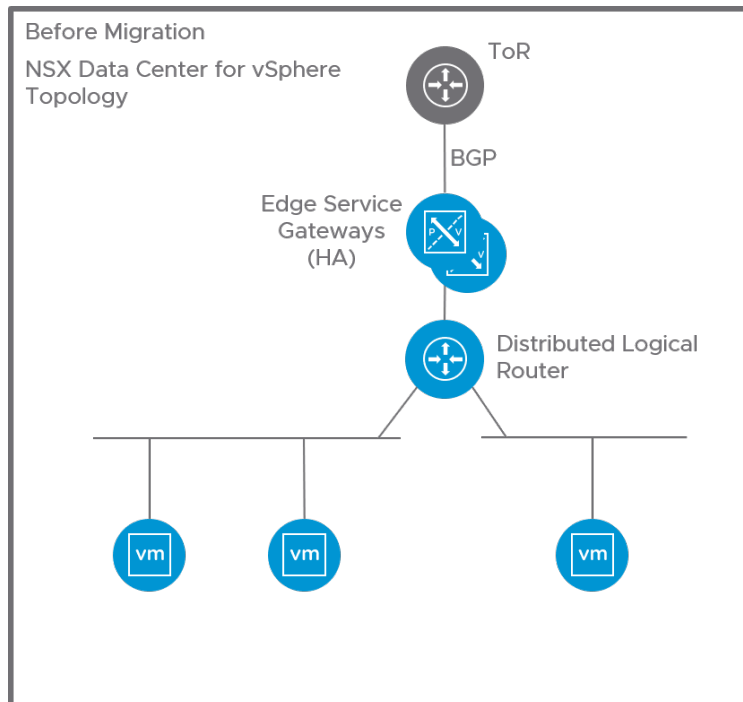 Before Migration
NSX Data Center for vSphere
Topology
ToR
BGP
Edge Service
Gateways
(HA)
P V
V
Distributed Logical
Router
vm
vm
vm